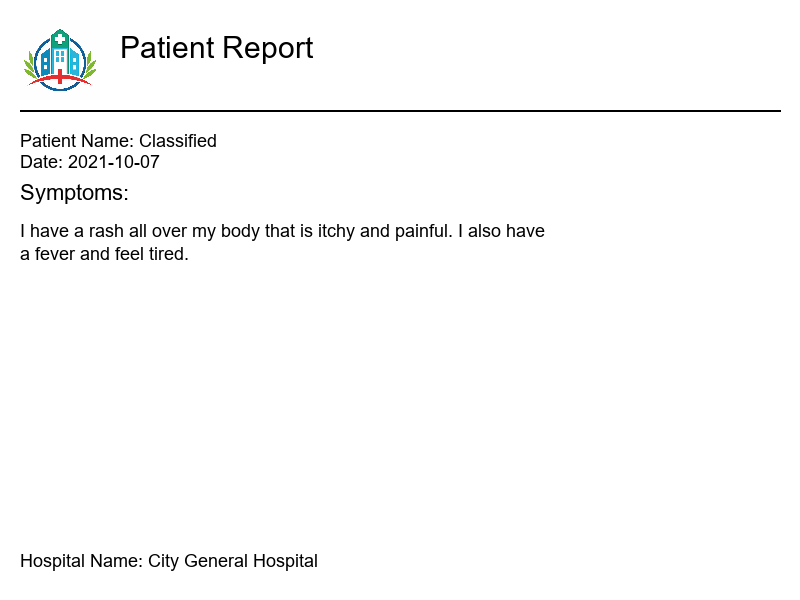 Patient Report
Patient Name: Classified
Date: 2021-10-07
Symptoms:
I have a rash all over my body that is itchy and painful. I also have
a fever and feel tired.
Hospital Name: City General Hospital